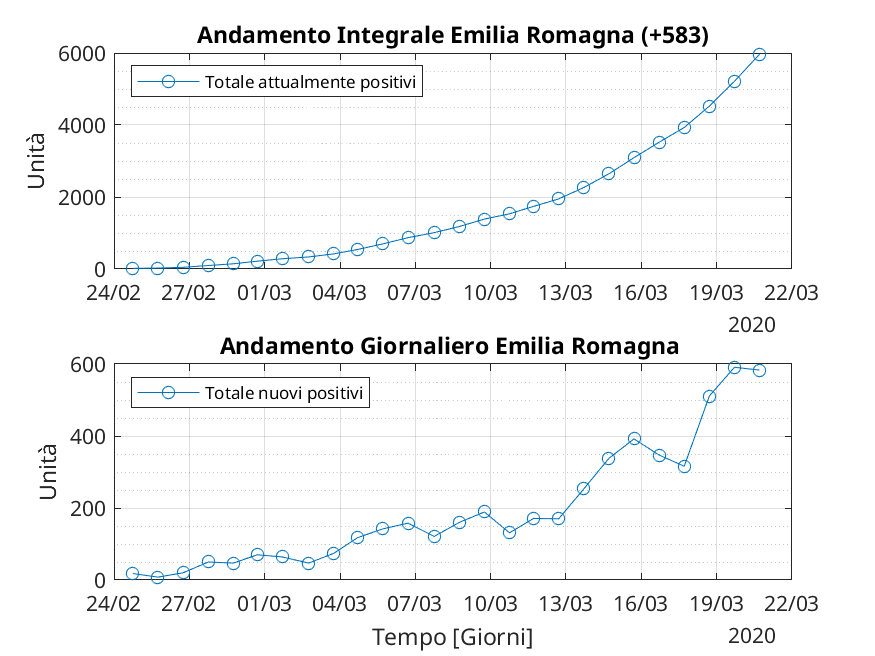 Andamento Integrale Emilia Romagna (+583)
6000
Totale attualmente positivi
4000
Unità
2000
0
24/02 27/02 01/03 04/03 07/03 10/03 13/03 16/03 19/03 22/03
2020
Andamento Giornaliero Emilia Romagna
600
Totale nuovi positivi
400
Unità
200
0
24/02 27/02 01/03 04/03 07/03 10/03 13/03 16/03 19/03 22/03
Tempo [Giorni]
2020